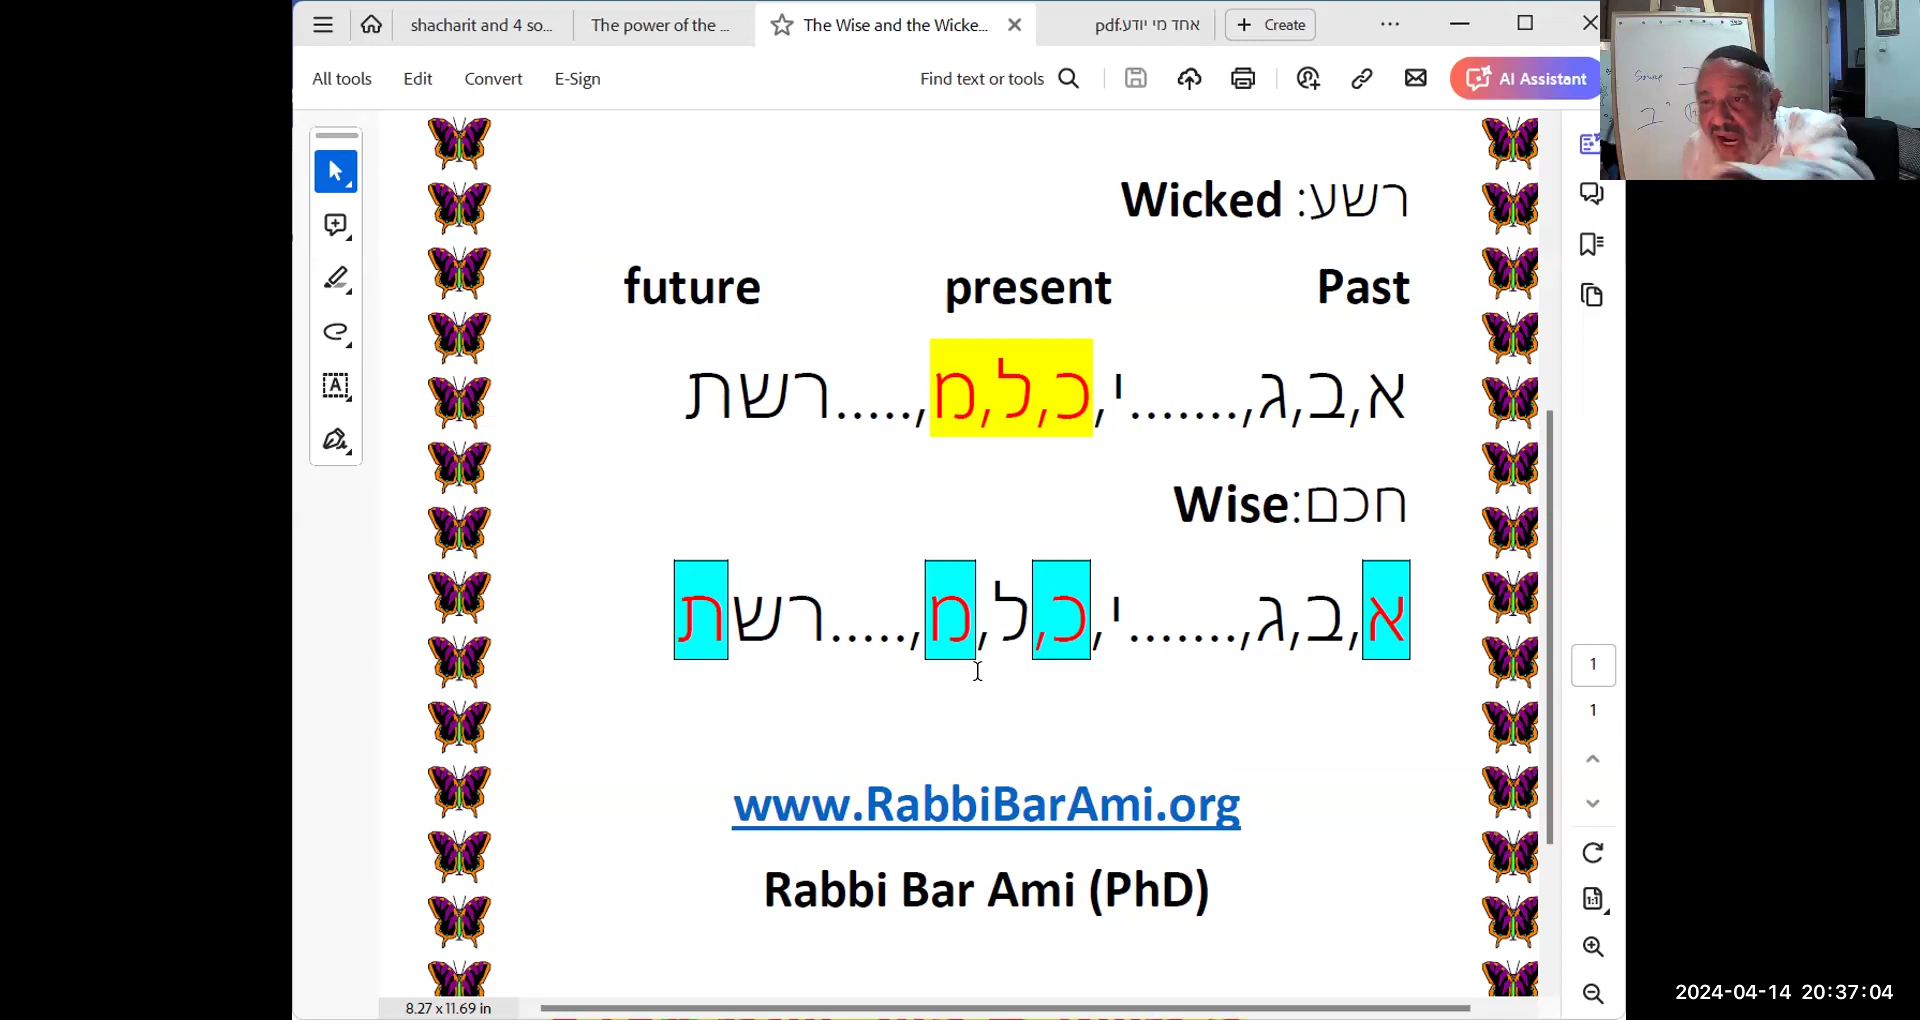 shacharit and 4 so...
The power of the ...
The Wise and the Wicke...
אחד מי יודע.pdf
Create
All tools
Edit
Convert
E-Sign
Find text or tools
AI Assistant
רשע: Wicked
future present Past
א,ב,ג,.......י,כ,ל,מ,.....רשת
חכם:Wise
א,ב,ג,.......י,כ,ל,מ,.....רשת
www.RabbiBarAmi.org
Rabbi Bar Ami (PhD)
1
1
1:1
8.27 x 11.69 in
2024-04-14 20:37:04